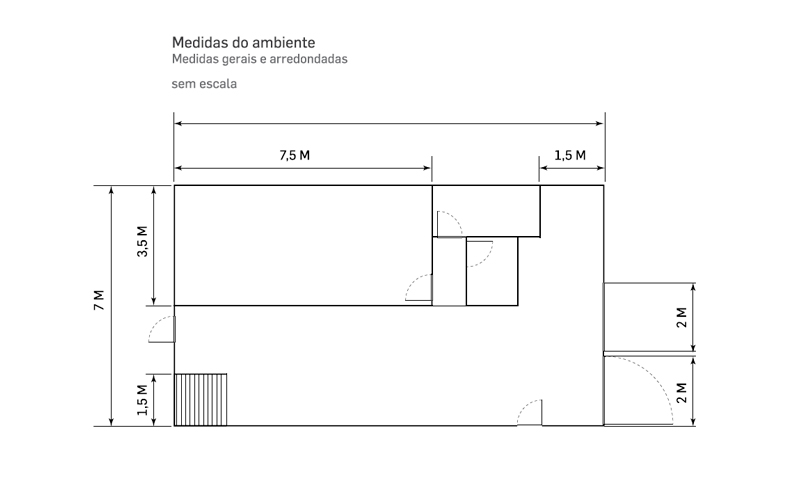 Medidas do ambiente
Medidas gerais e arredondadas
sem escala
7,5 M
1,5 M
3,5 M
7 M
2 M
1,5 M
2 M